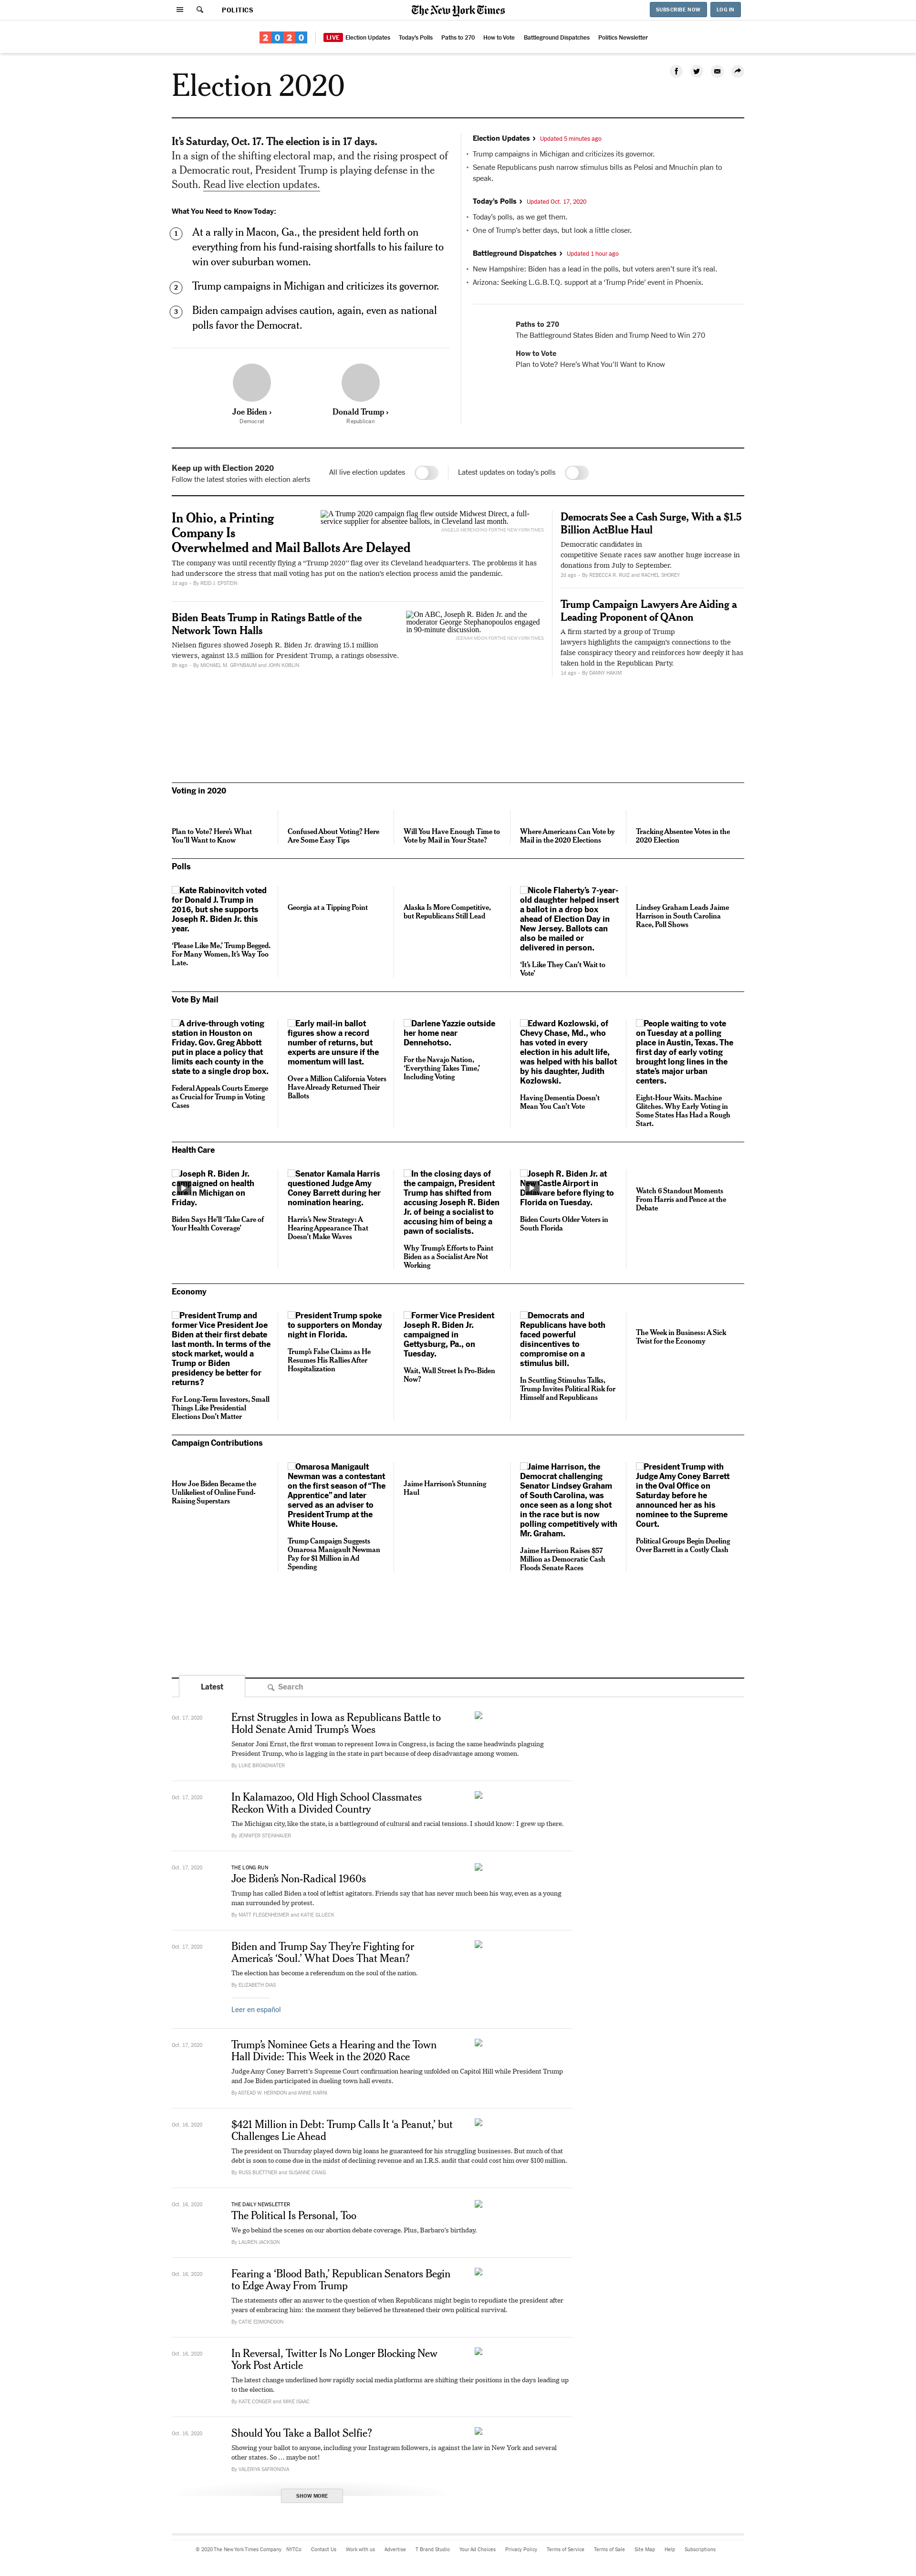 POLITICS
The New York Times
SUBSCRIBE NOW
LOG IN
2020
LIVE
Election Updates
Today's Polls
Paths to 270
How to Vote
Battleground Dispatches
Politics Newsletter
Election 2020
It's Saturday, Oct. 17. The election is in 17 days.
In a sign of the shifting electoral map, and the rising prospect of
a Democratic rout, President Trump is playing defense in the
South. Read live election updates.
What You Need to Know Today:
1
At a rally in Macon, Ga., the president held forth on
everything from his fund-raising shortfalls to his failure to
win over suburban women.
2
Trump campaigns in Michigan and criticizes its governor.
3
Biden campaign advises caution, again, even as national
polls favor the Democrat.
Joe Biden ›
Democrat
Donald Trump ›
Republican
Election Updates › Updated 5 minutes ago
• Trump campaigns in Michigan and criticizes its governor.
• Senate Republicans push narrow stimulus bills as Pelosi and Mnuchin plan to
speak.
Today's Polls › Updated Oct. 17, 2020
• Today's polls, as we get them.
• One of Trump's better days, but look a little closer.
Battleground Dispatches › Updated 1 hour ago
• New Hampshire: Biden has a lead in the polls, but voters aren't sure it's real.
• Arizona: Seeking L.G.B.T.Q. support at a 'Trump Pride' event in Phoenix.
Paths to 270
The Battleground States Biden and Trump Need to Win 270
How to Vote
Plan to Vote? Here's What You'll Want to Know
Keep up with Election 2020
Follow the latest stories with election alerts
All live election updates
Latest updates on today's polls
In Ohio, a Printing
Company Is
Overwhelmed and Mail Ballots Are Delayed
A Trump 2020 campaign flag flew outside Midwest Direct, a full-
service supplier for absentee ballots, in Cleveland last month.
ANGELO MERENDINO FOR THE NEW YORK TIMES
The company was until recently flying a "Trump 2020" flag over its Cleveland headquarters. The problems it has
had underscore the stress that mail voting has put on the nation's election process amid the pandemic.
1d ago - By REID J. EPSTEIN
Biden Beats Trump in Ratings Battle of the
Network Town Halls
On ABC, Joseph R. Biden Jr. and the
moderator George Stephanopoulos engaged
in 90-minute discussion.
JEENAH MOON FOR THE NEW YORK TIMES
Nielsen figures showed Joseph R. Biden Jr. drawing 15.1 million
viewers, against 13.5 million for President Trump, a ratings obsessive.
8h ago - By MICHAEL M. GRYNBAUM and JOHN KOBLIN
Democrats See a Cash Surge, With a $1.5
Billion ActBlue Haul
Democratic candidates in
competitive Senate races saw another huge increase in
donations from July to September.
2d ago - By REBECCA R. RUIZ and RACHEL SHOREY
Trump Campaign Lawyers Are Aiding a
Leading Proponent of QAnon
A firm started by a group of Trump
lawyers highlights the campaign's connections to the
false conspiracy theory and reinforces how deeply it has
taken hold in the Republican Party.
1d ago - By DANNY HAKIM
Voting in 2020
Plan to Vote? Here's What
You'll Want to Know
Confused About Voting? Here
Are Some Easy Tips
Will You Have Enough Time to
Vote by Mail in Your State?
Where Americans Can Vote by
Mail in the 2020 Elections
Tracking Absentee Votes in the
2020 Election
Polls
Kate Rabinovitch voted
for Donald J. Trump in
2016, but she supports
Joseph R. Biden Jr. this
year.
'Please Like Me,' Trump Begged.
For Many Women, It's Way Too
Late.
Georgia at a Tipping Point
Alaska Is More Competitive,
but Republicans Still Lead
Nicole Flaherty's 7-year-
old daughter helped insert
a ballot in a drop box
ahead of Election Day in
New Jersey. Ballots can
also be mailed or
delivered in person.
'It's Like They Can't Wait to
Vote'
Lindsey Graham Leads Jaime
Harrison in South Carolina
Race, Poll Shows
Vote By Mail
A drive-through voting
station in Houston on
Friday. Gov. Greg Abbott
put in place a policy that
limits each county in the
state to a single drop box.
Federal Appeals Courts Emerge
as Crucial for Trump in Voting
Cases
Early mail-in ballot
figures show a record
number of returns, but
experts are unsure if the
momentum will last.
Over a Million California Voters
Have Already Returned Their
Ballots
Darlene Yazzie outside
her home near
Dennehotso.
For the Navajo Nation,
'Everything Takes Time,'
Including Voting
Edward Kozlowski, of
Chevy Chase, Md., who
has voted in every
election in his adult life,
was helped with his ballot
by his daughter, Judith
Kozlowski.
Having Dementia Doesn't
Mean You Can't Vote
People waiting to vote
on Tuesday at a polling
place in Austin, Texas. The
first day of early voting
brought long lines in the
state's major urban
centers.
Eight-Hour Waits. Machine
Glitches. Why Early Voting in
Some States Has Had a Rough
Start.
Health Care
Joseph R. Biden Jr.
campaigned on health
in Michigan on
Friday.
Biden Says He'll 'Take Care of
Your Health Coverage'
Senator Kamala Harris
questioned Judge Amy
Coney Barrett during her
nomination hearing.
Harris's New Strategy: A
Hearing Appearance That
Doesn't Make Waves
In the closing days of
the campaign, President
Trump has shifted from
accusing Joseph R. Biden
Jr. of being a socialist to
accusing him of being a
pawn of socialists.
Why Trump's Efforts to Paint
Biden as a Socialist Are Not
Working
Joseph R. Biden Jr. at
New Castle Airport in
Delaware before flying to
Florida on Tuesday.
Biden Courts Older Voters in
South Florida
Watch 6 Standout Moments
From Harris and Pence at the
Debate
Economy
President Trump and
former Vice President Joe
Biden at their first debate
last month. In terms of the
stock market, would a
Trump or Biden
presidency be better for
returns?
For Long-Term Investors, Small
Things Like Presidential
Elections Don't Matter
President Trump spoke
to supporters on Monday
night in Florida.
Trump's False Claims as He
Resumes His Rallies After
Hospitalization
Former Vice President
Joseph R. Biden Jr.
campaigned in
Gettysburg, Pa., on
Tuesday.
Wait, Wall Street Is Pro-Biden
Now?
Democrats and
Republicans have both
faced powerful
disincentives to
compromise on a
stimulus bill.
In Scuttling Stimulus Talks,
Trump Invites Political Risk for
Himself and Republicans
The Week in Business: A Sick
Twist for the Economy
Campaign Contributions
How Joe Biden Became the
Unlikeliest of Online Fund-
Raising Superstars
Omarosa Manigault
Newman was a contestant
on the first season of "The
Apprentice" and later
served as an adviser to
President Trump at the
White House.
Trump Campaign Suggests
Omarosa Manigault Newman
Pay for $1 Million in Ad
Spending
Jaime Harrison's Stunning
Haul
Jaime Harrison, the
Democrat challenging
Senator Lindsey Graham
of South Carolina, was
once seen as a long shot
in the race but is now
polling competitively with
Mr. Graham.
Jaime Harrison Raises $57
Million as Democratic Cash
Floods Senate Races
President Trump with
Judge Amy Coney Barrett
in the Oval Office on
Saturday before he
announced her as his
nominee to the Supreme
Court.
Political Groups Begin Dueling
Over Barrett in a Costly Clash
Latest
Search
Oct. 17, 2020
Ernst Struggles in Iowa as Republicans Battle to
Hold Senate Amid Trump's Woes
Senator Joni Ernst, the first woman to represent Iowa in Congress, is facing the same headwinds plaguing
President Trump, who is lagging in the state in part because of deep disadvantage among women.
By LUKE BROADWATER
Oct. 17, 2020
In Kalamazoo, Old High School Classmates
Reckon With a Divided Country
The Michigan city, like the state, is a battleground of cultural and racial tensions. I should know: I grew up there.
By JENNIFER STEINHAUER
Oct. 17, 2020
THE LONG RUN
Joe Biden's Non-Radical 1960s
Trump has called Biden a tool of leftist agitators. Friends say that has never much been his way, even as a young
man surrounded by protest.
By MATT FLEGENHEIMER and KATIE GLUECK
Oct. 17, 2020
Biden and Trump Say They're Fighting for
America's 'Soul.' What Does That Mean?
The election has become a referendum on the soul of the nation.
By ELIZABETH DIAS
Leer en español
Oct. 17, 2020
Trump's Nominee Gets a Hearing and the Town
Hall Divide: This Week in the 2020 Race
Judge Amy Coney Barrett's Supreme Court confirmation hearing unfolded on Capitol Hill while President Trump
and Joe Biden participated in dueling town hall events.
By ASTEAD W. HERNDON and ANNIE KARNI
Oct. 16, 2020
$421 Million in Debt: Trump Calls It 'a Peanut,' but
Challenges Lie Ahead
The president on Thursday played down big loans he guaranteed for his struggling businesses. But much of that
debt is soon to come due in the midst of declining revenue and an I.R.S. audit that could cost him over $100 million.
By RUSS BUETTNER and SUSANNE CRAIG
Oct. 16, 2020
THE DAILY NEWSLETTER
The Political Is Personal, Too
We go behind the scenes on our abortion debate coverage. Plus, Barbaro's birthday.
By LAUREN JACKSON
Oct. 16, 2020
Fearing a 'Blood Bath,' Republican Senators Begin
to Edge Away From Trump
The statements offer an answer to the question of when Republicans might begin to repudiate the president after
years of embracing him: the moment they believed he threatened their own political survival.
By CATIE EDMONDSON
Oct. 16, 2020
In Reversal, Twitter Is No Longer Blocking New
York Post Article
The latest change underlined how rapidly social media platforms are shifting their positions in the days leading up
to the election.
By KATE CONGER and MIKE ISAAC
Oct. 16, 2020
Should You Take a Ballot Selfie?
Showing your ballot to anyone, including your Instagram followers, is against the law in New York and several
other states. So … maybe not!
By VALERIYA SAFRONOVA
SHOW MORE
© 2020 The New York Times Company
NYTCo
Contact Us
Work with us
Advertise
T Brand Studio
Your Ad Choices
Privacy Policy
Terms of Service
Terms of Sale
Site Map
Help
Subscriptions